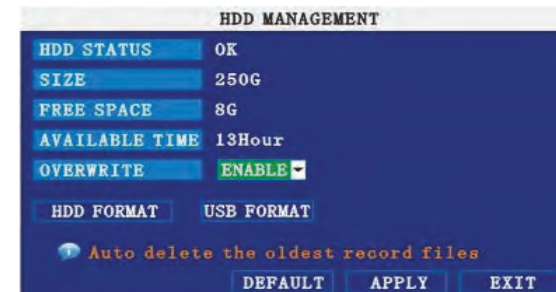 HDD MANAGEMENT
HDD STATUS OK
SIZE 250G
FREE SPACE 8G
AVAILABLE TIME 13Hour
OVERWRITE ENABLE
HDD FORMAT USB FORMAT
Auto delete the oldest record files
DEFAULT APPLY EXIT